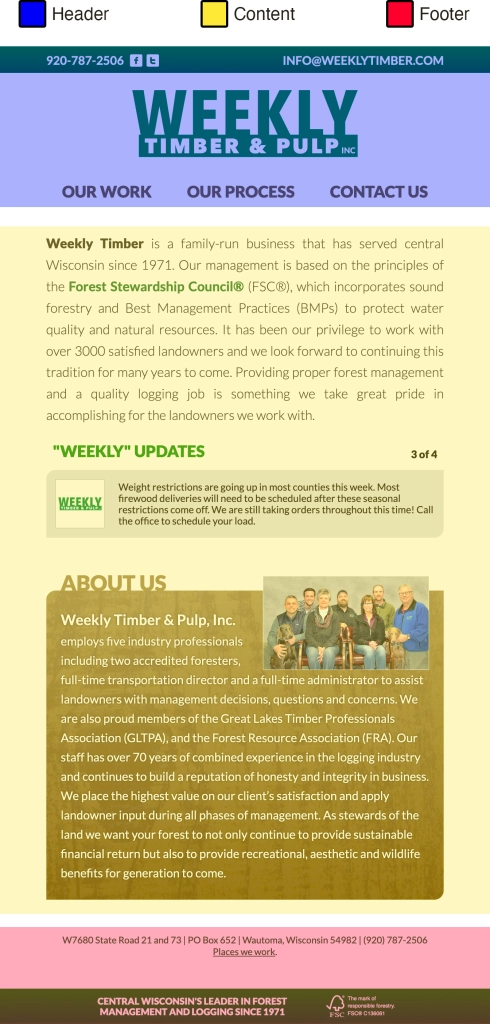 Header Content Footer
920-787-2506 INFO@WEEKLYTIMBER.COM
WEEKLY
TIMBER & PULP INC
OUR WORK OUR PROCESS CONTACT US
Weekly Timber is a family-run business that has served central
Wisconsin since 1971. Our management is based on the principles of
the Forest Stewardship Council® (FSC®), which incorporates sound
forestry and Best Management Practices (BMPs) to protect water
quality and natural resources. It has been our privilege to work with
over 3000 satisfied landowners and we look forward to continuing this
tradition for many years to come. Providing proper forest management
and a quality logging job is something we take great pride in
accomplishing for the landowners we work with.
"WEEKLY" UPDATES 3 of 4
WEEKLY
TIMBER & PULP
Weight restrictions are going up in most counties this week. Most
firewood deliveries will need to be scheduled after these seasonal
restrictions come off. We are still taking orders throughout this time! Call
the office to schedule your load.
ABOUT US
Weekly Timber & Pulp, Inc.
employs five industry professionals
including two accredited foresters,
full-time transportation director and a full-time administrator to assist
landowners with management decisions, questions and concerns. We
are also proud members of the Great Lakes Timber Professionals
Association (GLTPA), and the Forest Resource Association (FRA). Our
staff has over 70 years of combined experience in the logging industry
and continues to build a reputation of honesty and integrity in business.
We place the highest value on our client's satisfaction and apply
landowner input during all phases of management. As stewards of the
land we want your forest to not only continue to provide sustainable
financial return but also to provide recreational, aesthetic and wildlife
benefits for generation to come.
W7680 State Road 21 and 73 | PO Box 652 | Wautoma, Wisconsin 54982 | (920) 787-2506
Places we work.
CENTRAL WISCONSIN'S LEADER IN FOREST
MANAGEMENT AND LOGGING SINCE 1971
FSC
The mark of
responsible forestry.
FSC® C136091